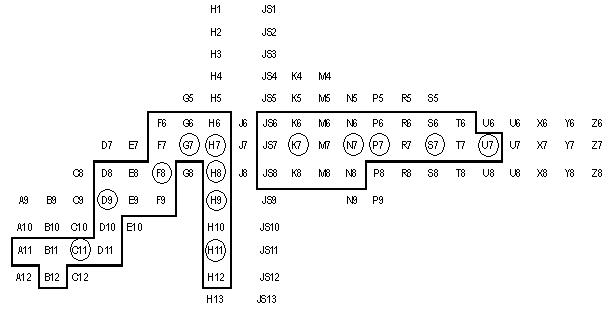 H1 JS1
H2 JS2
H3 JS3
H4 JS4 K4 M4
G5 H5 JS5 K5 M5 N5 P5 R5 S5
F6 G6 H6 J6 JS6 K6 M6 N6 P6 R6 S6 T6 U6 U6 X6 Y6 Z6
D7 E7 F7 G7 H7 J7 JS7 K7 M7 N7 P7 R7 S7 T7 U7 U7 X7 Y7 Z7
C8 D8 E8 F8 G8 H8 J8 JS8 K8 M8 N8 P8 R8 S8 T8 U8 U8 X8 Y8 Z8
A9 B9 C9 D9 E9 F9 H9 JS9 N9 P9
A10 B10 C10 D10 E10 H10 JS10
A11 B11 C11 D11 H11 JS11
A12 B12 C12 H12 JS12
H13 JS13